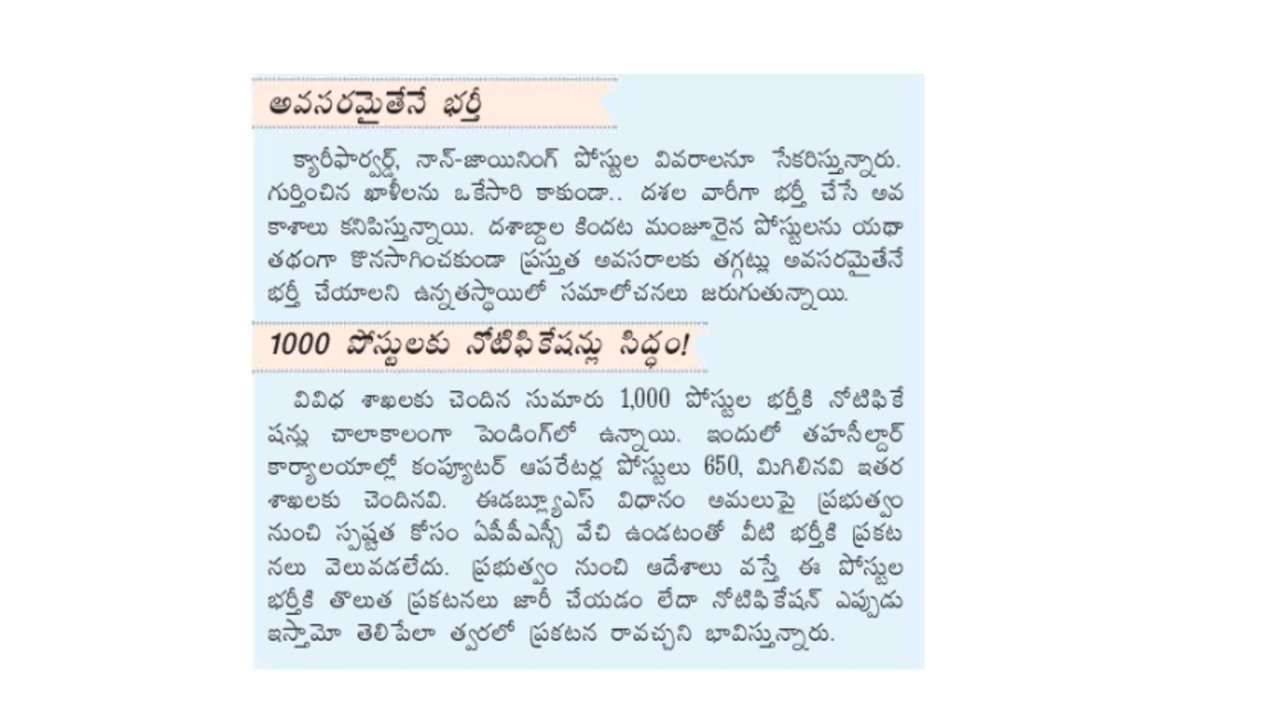 అవసరమైతేనే భర్తీ
క్యారీఫార్వర్డ్, నాన్-జాయినింగ్ పోస్టుల వివరాలనూ సేకరిస్తున్నారు.
గుర్తించిన ఖాళీలను ఒకేసారి కాకుండా.. దశల వారీగా భర్తీ చేసే అవ
కాశాలు కనిపిస్తున్నాయి. దశాబ్దాల కిందట మంజూరైన పోస్టులను యథా
తథంగా కొనసాగించకుండా ప్రస్తుత అవసరాలకు తగ్గట్లు అవసరమైతేనే
భర్తీ చేయాలని ఉన్నతస్థాయిలో సమాలోచనలు జరుగుతున్నాయి.
1000 పోస్టులకు నోటిఫికేషన్లు సిద్ధం!
వివిధ శాఖలకు చెందిన సుమారు 1,000 పోస్టుల భర్తీకి నోటిఫికే
షన్లు చాలాకాలంగా పెండింగ్‌లో ఉన్నాయి. ఇందులో తహసీల్దార్
కార్యాలయాల్లో కంప్యూటర్ ఆపరేటర్ల పోస్టులు 650, మిగిలినవి ఇతర
శాఖలకు చెందినవి. ఈడబ్ల్యూఎస్ విధానం అమలుపై ప్రభుత్వం
నుంచి స్పష్టత కోసం ఏపీపీఎస్సీ వేచి ఉండటంతో వీటి భర్తీకి ప్రకట
నలు వెలువడలేదు. ప్రభుత్వం నుంచి ఆదేశాలు వస్తే ఈ పోస్టుల
భర్తీకి తొలుత ప్రకటనలు జారీ చేయడం లేదా నోటిఫికేషన్ ఎప్పుడు
ఇస్తామో తెలిపేలా త్వరలో ప్రకటన రావచ్చని భావిస్తున్నారు.